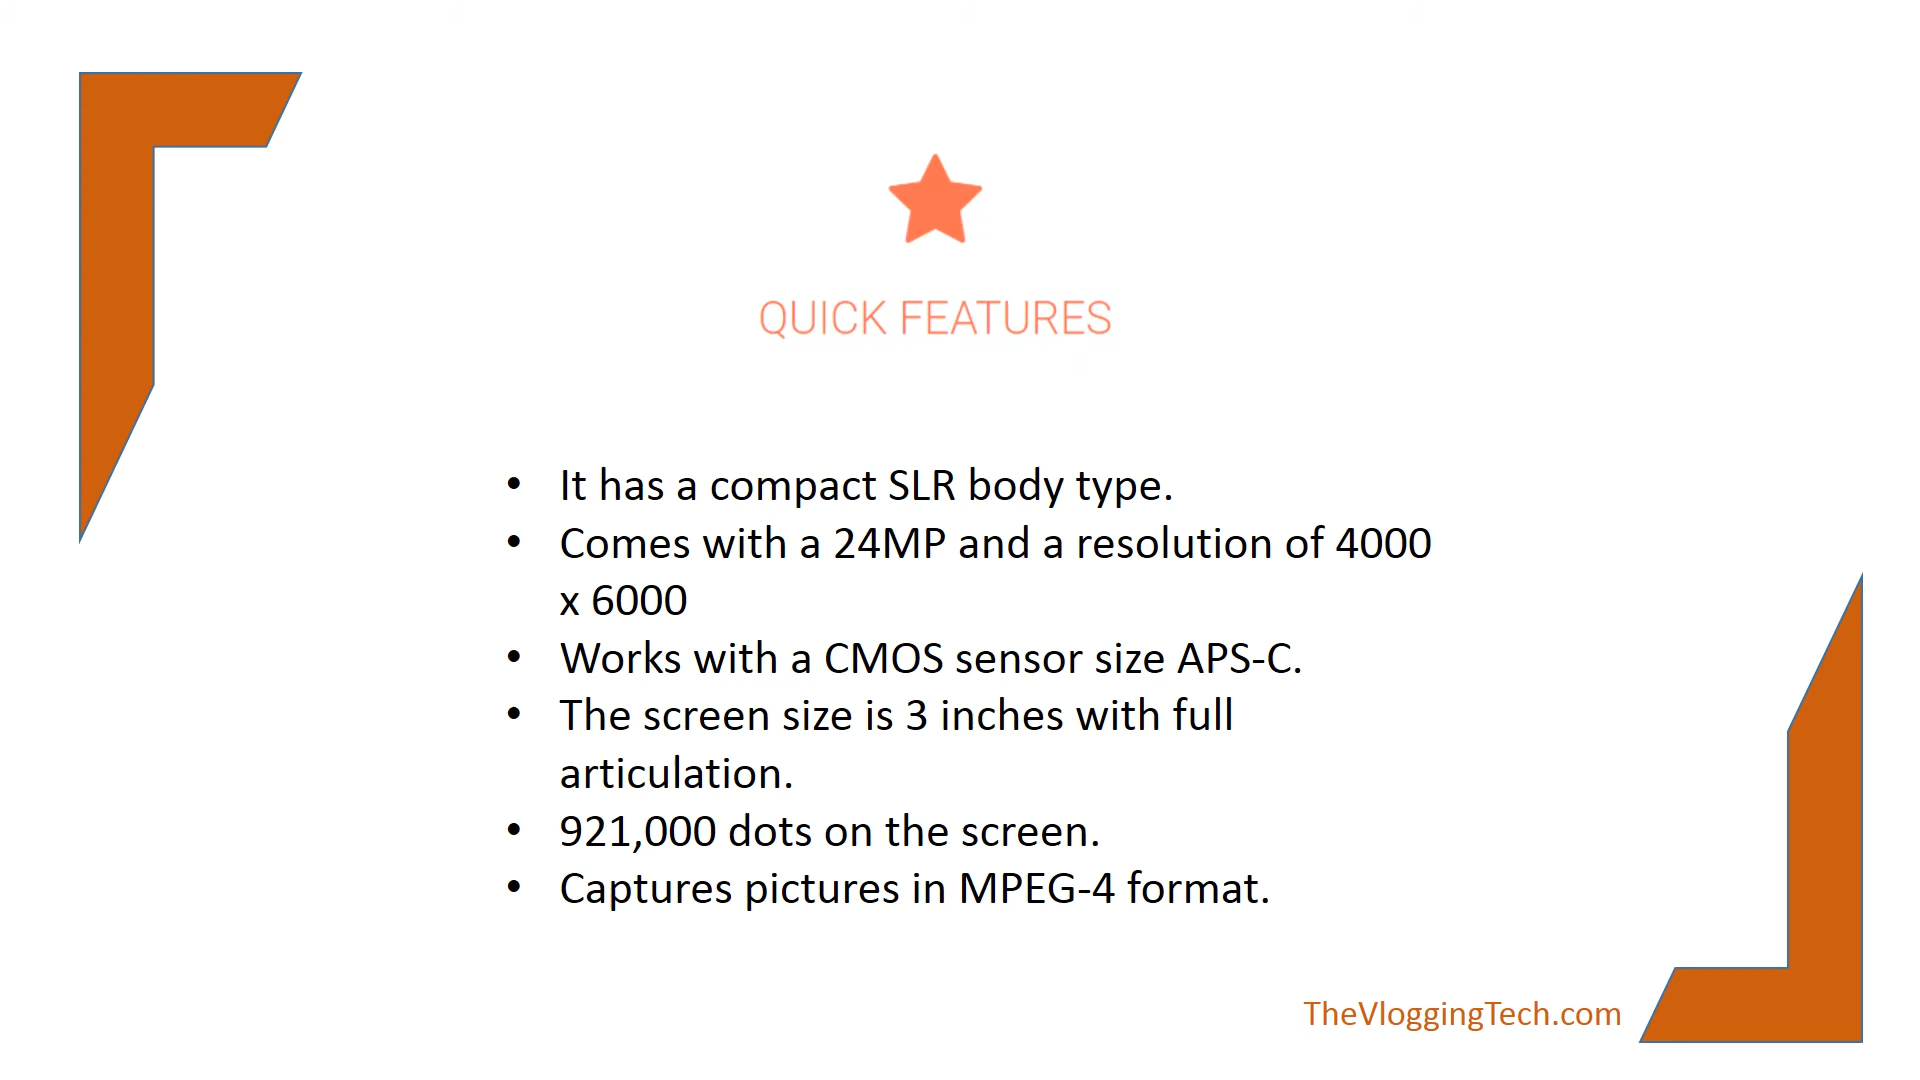 QUICK FEATURES
• It has a compact SLR body type.
• Comes with a 24MP and a resolution of 4000
x 6000
• Works with a CMOS sensor size APS-C.
• The screen size is 3 inches with full
articulation.
• 921,000 dots on the screen.
• Captures pictures in MPEG-4 format.
TheVloggingTech.com